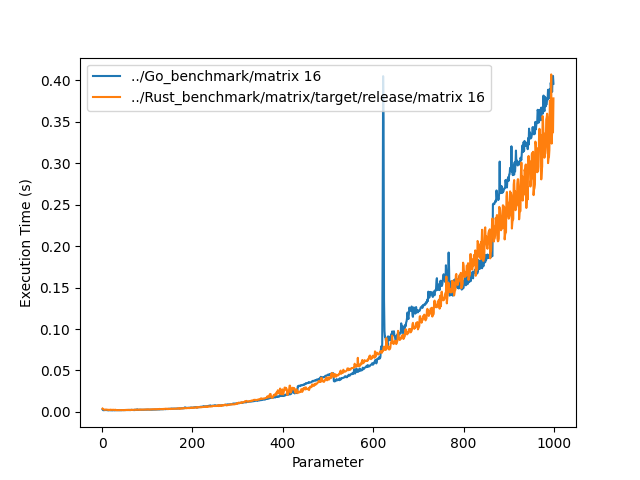 ../Go_benchmark/matrix 16
../Rust_benchmark/matrix/target/release/matrix 16
0.40
0.35
0.30
0.25
0.20
0.15
0.10
0.05
0.00
Execution Time (s)
0 200 400 600 800 1000
Parameter